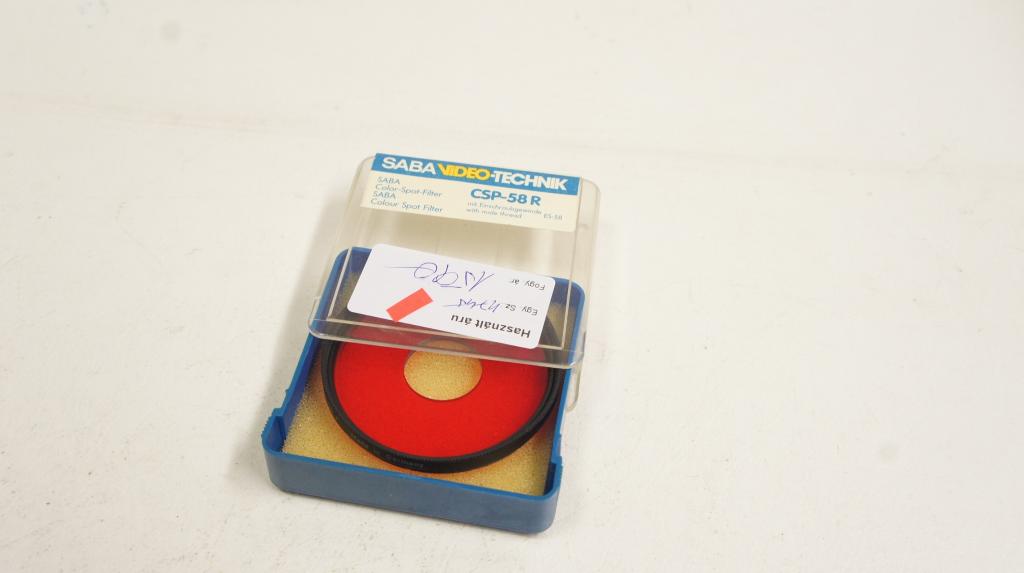 SABA VIDEO-TECHNIK
SABA
Color-Spot-Filter
SABA
Colour Spot Filter
CSP-58 R
mit Einschraubgewinde
with male thread ES-58
Használt áru
Egy. Sz
Fogy. ár